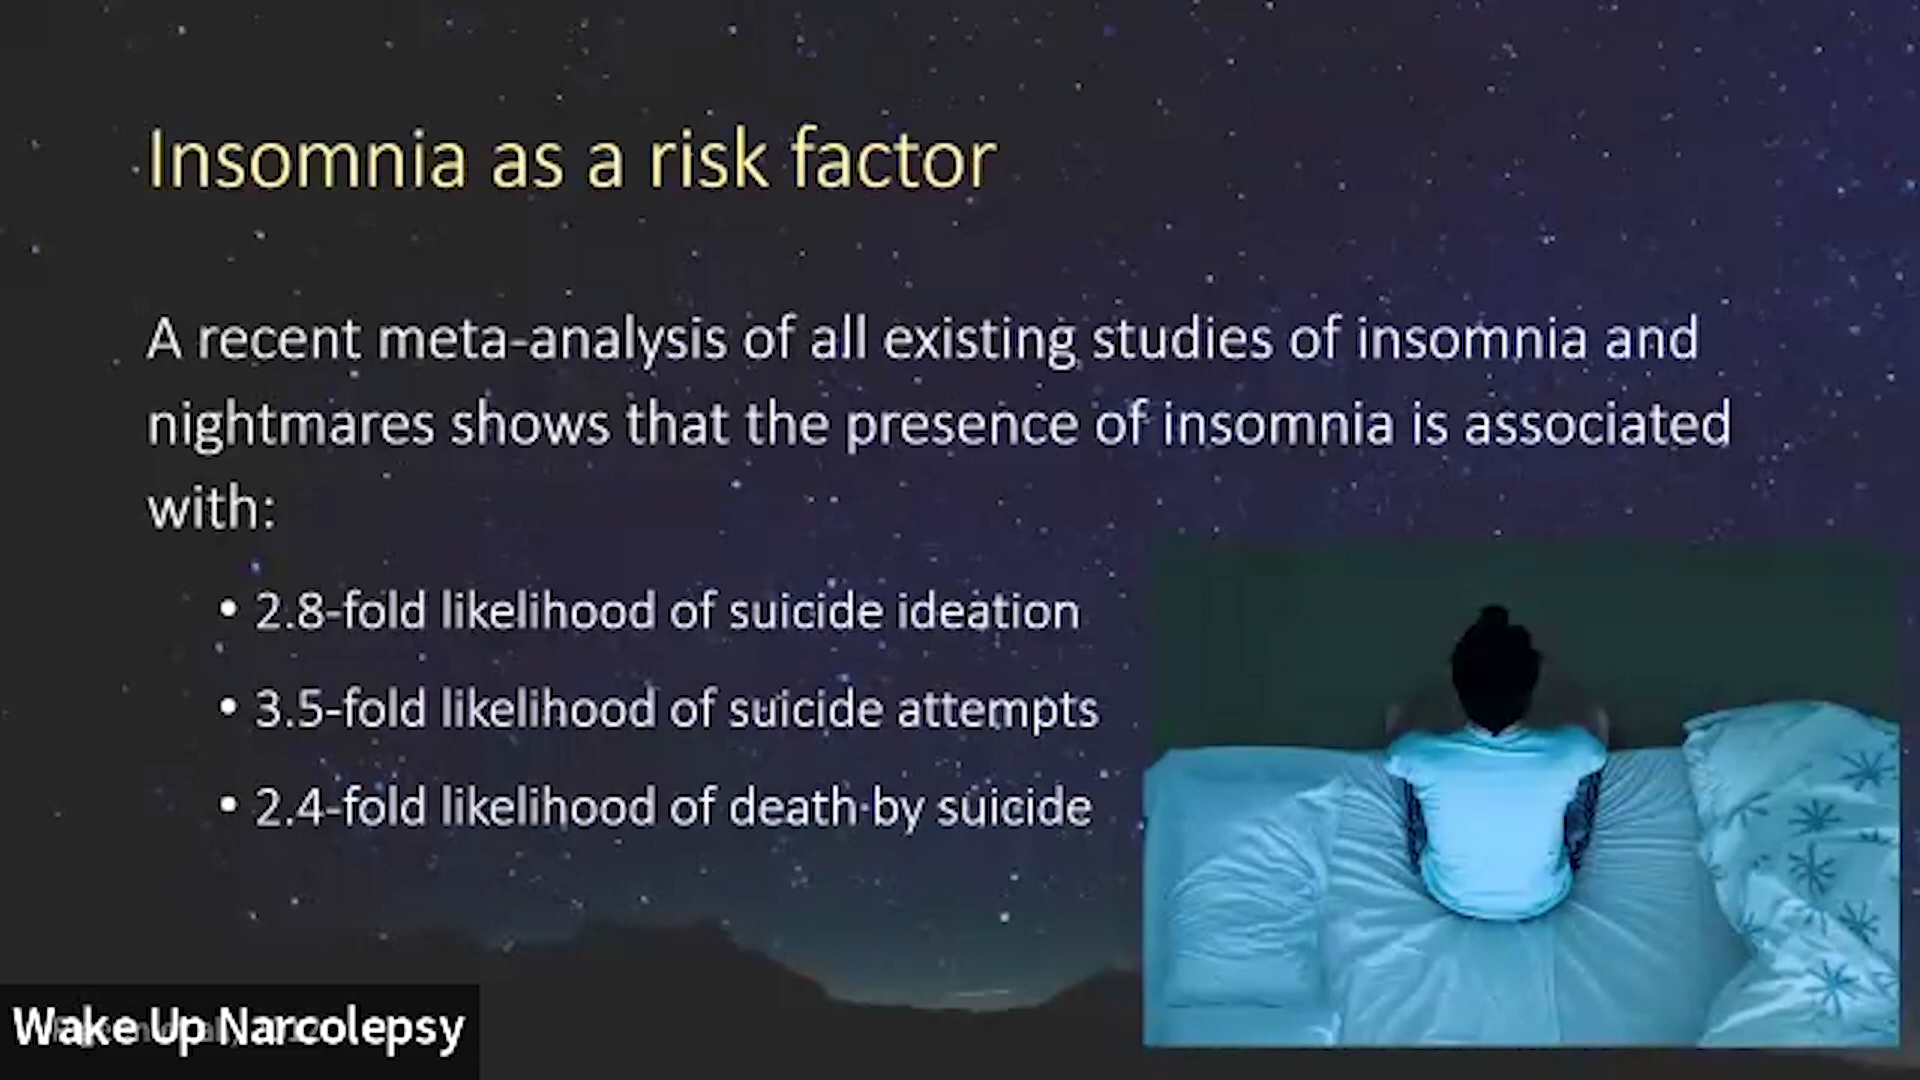 Insomnia as a risk factor
A recent meta-analysis of all existing studies of insomnia and
nightmares shows that the presence of insomnia is associated
with:
• 2.8-fold likelihood of suicide ideation
• 3.5-fold likelihood of suicide attempts
• 2.4-fold likelihood of death by suicide
Wake Up Narcolepsy